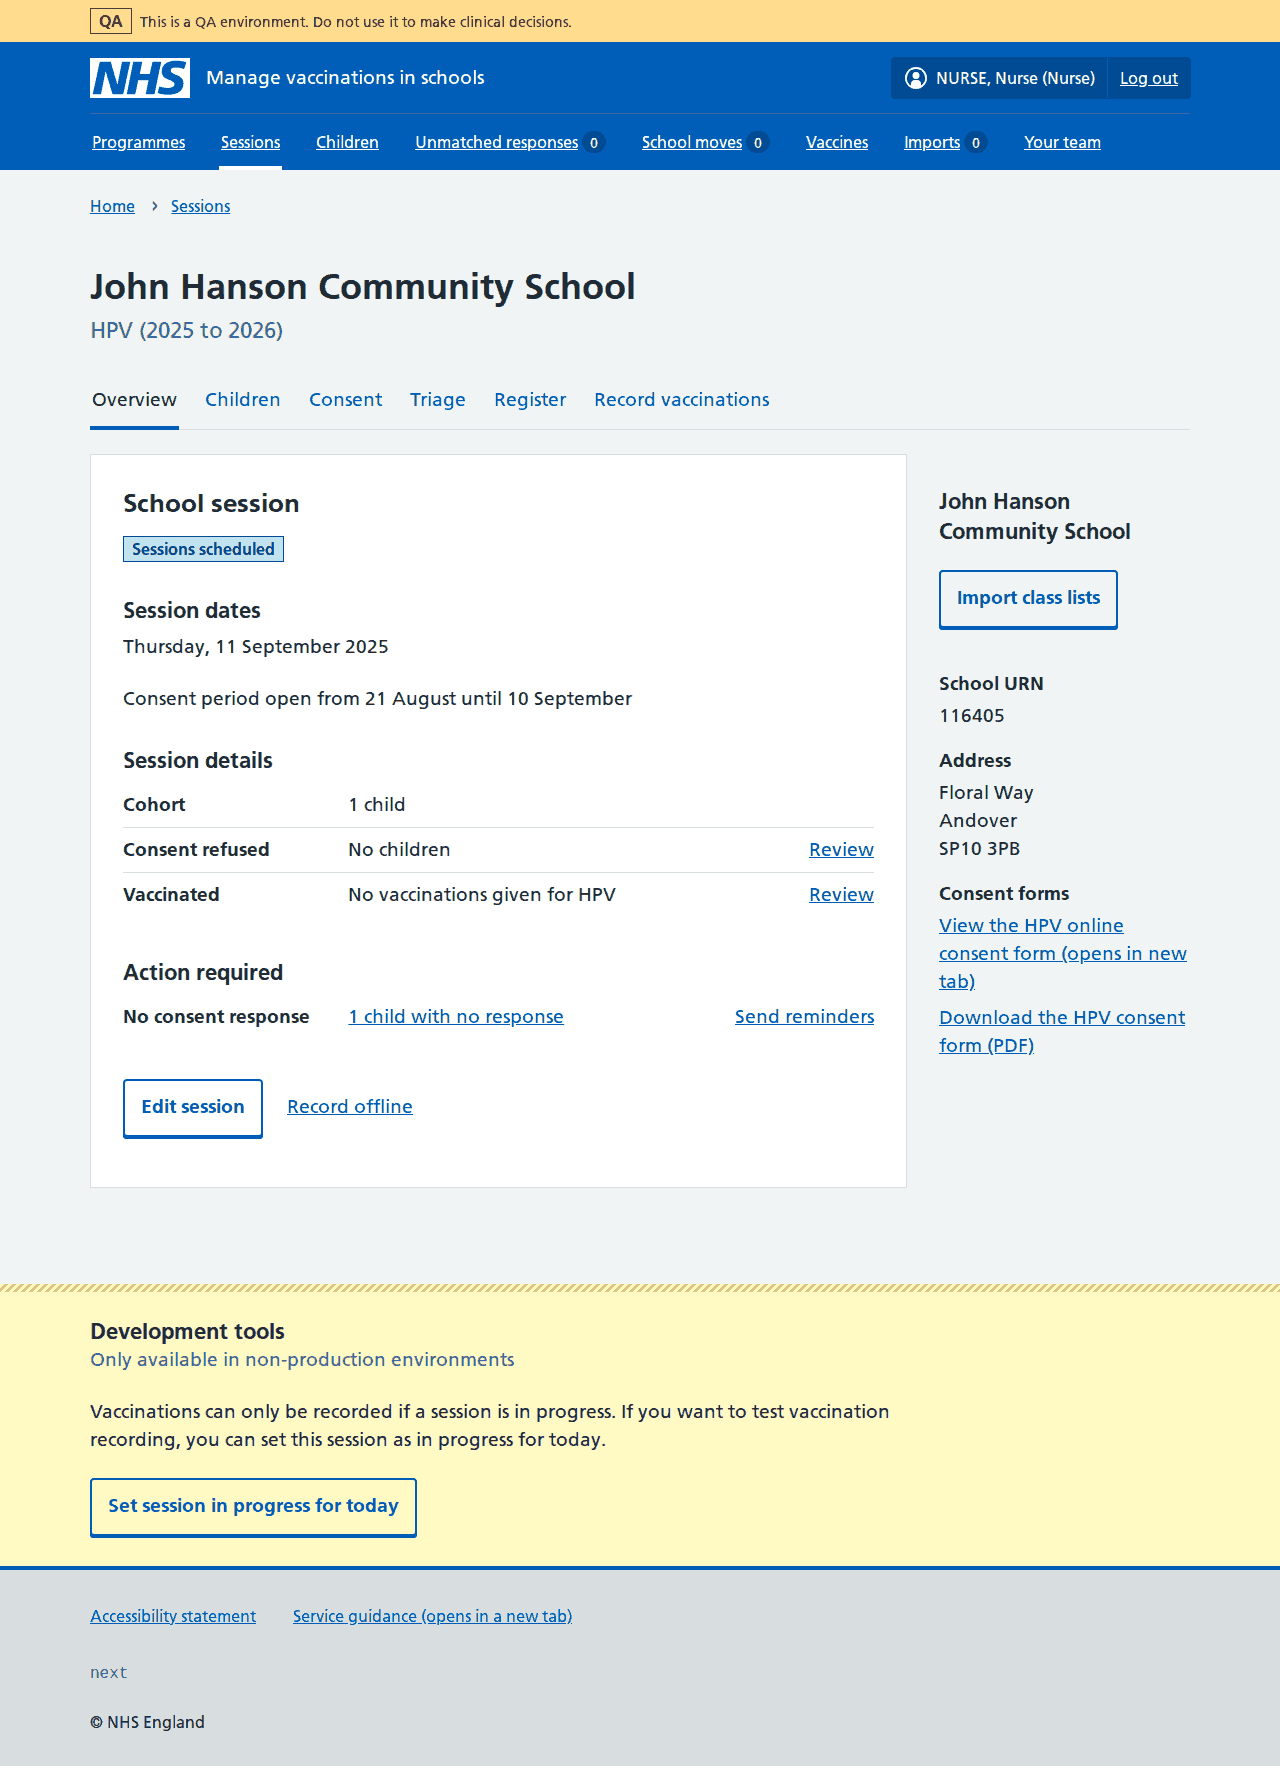 QA This is a QA environment. Do not use it to make clinical decisions.
NHS Manage vaccinations in schools NURSE, Nurse (Nurse) Log out
Programmes Sessions Children Unmatched responses 0 School moves 0 Vaccines Imports 0 Your team
Home › Sessions
John Hanson Community School
HPV (2025 to 2026)
Overview Children Consent Triage Register Record vaccinations
School session
Sessions scheduled
Session dates
Thursday, 11 September 2025
Consent period open from 21 August until 10 September
Session details
Cohort 1 child
Consent refused No children Review
Vaccinated No vaccinations given for HPV Review
Action required
No consent response 1 child with no response Send reminders
Edit session Record offline
John Hanson
Community School
Import class lists
School URN
116405
Address
Floral Way
Andover
SP10 3PB
Consent forms
View the HPV online
consent form (opens in new
tab)
Download the HPV consent
form (PDF)
Development tools
Only available in non-production environments
Vaccinations can only be recorded if a session is in progress. If you want to test vaccination
recording, you can set this session as in progress for today.
Set session in progress for today
Accessibility statement Service guidance (opens in a new tab)
next
© NHS England